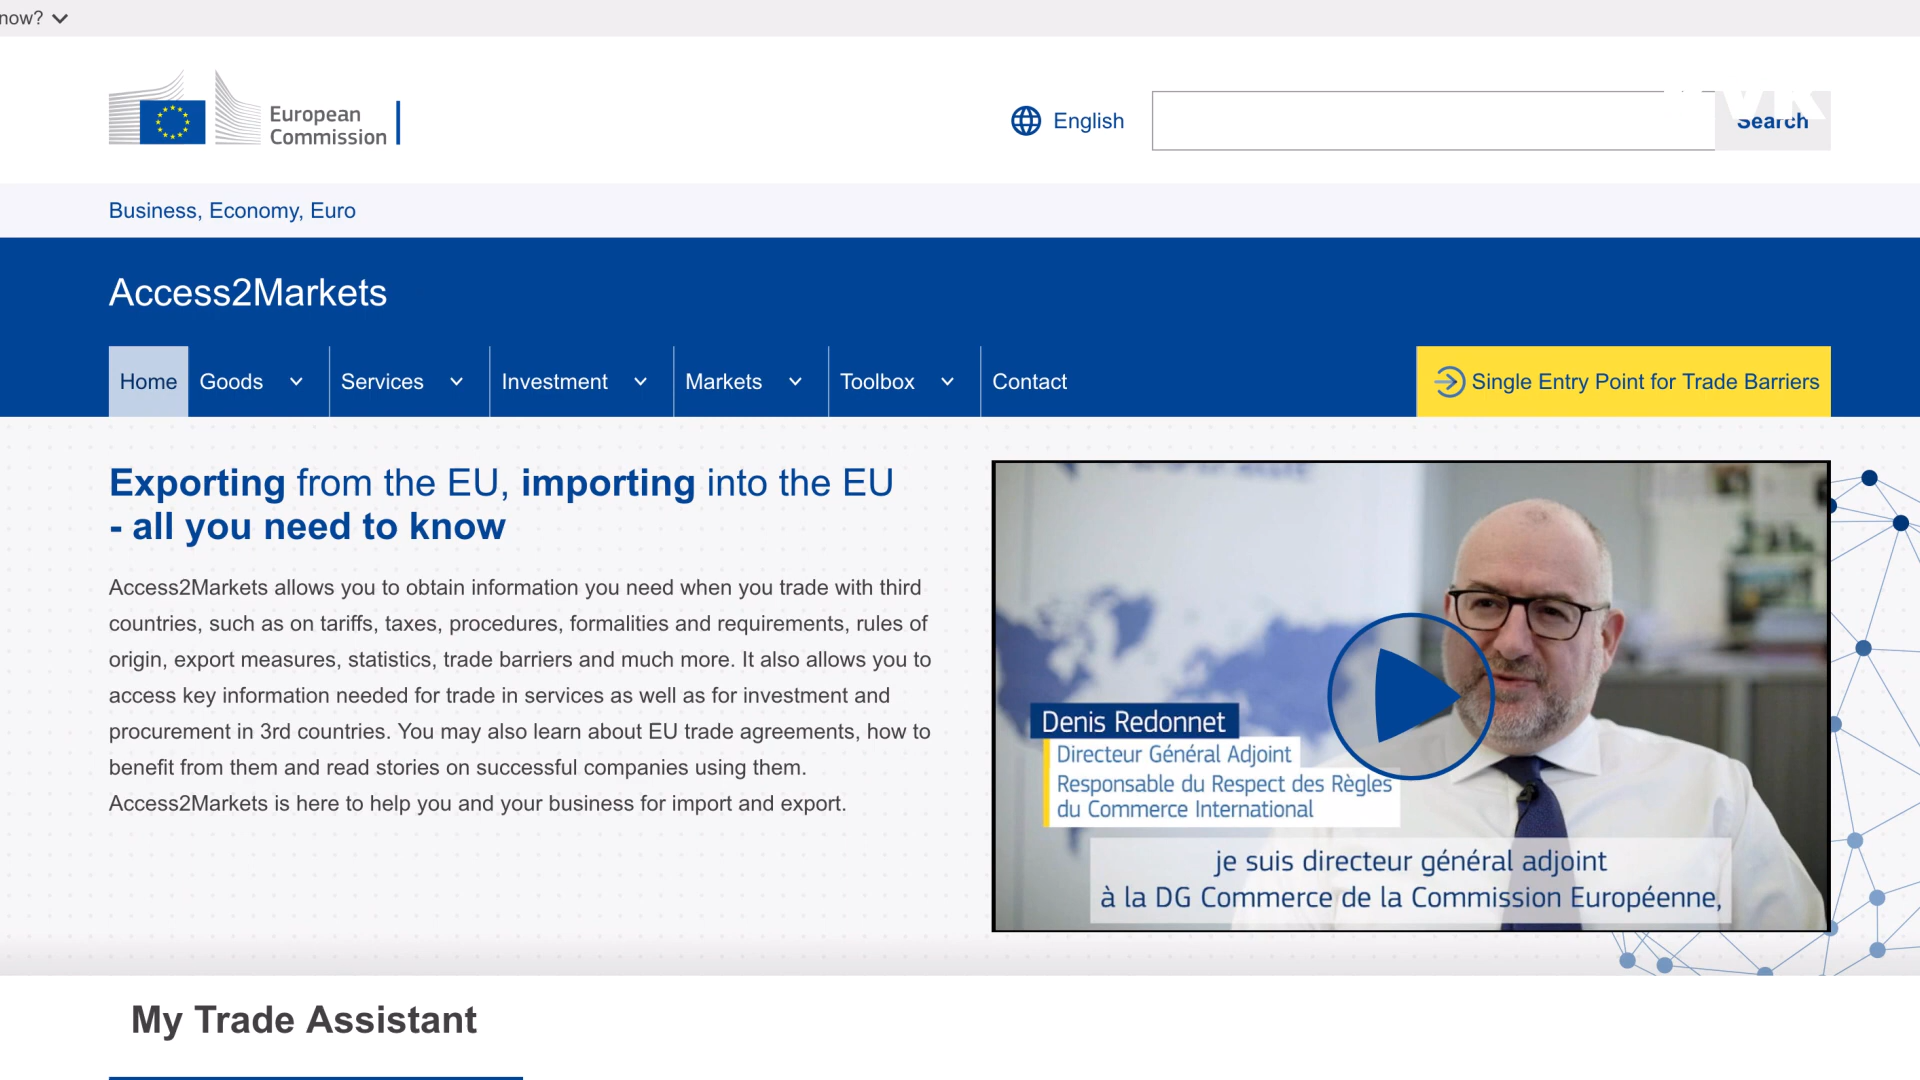 now?
European
Commission
English
Search
Business, Economy, Euro
Access2Markets
Home
Goods
Services
Investment
Markets
Toolbox
Contact
Single Entry Point for Trade Barriers
Exporting from the EU, importing into the EU
- all you need to know
Access2Markets allows you to obtain information you need when you trade with third
countries, such as on tariffs, taxes, procedures, formalities and requirements, rules of
origin, export measures, statistics, trade barriers and much more. It also allows you to
access key information needed for trade in services as well as for investment and
procurement in 3rd countries. You may also learn about EU trade agreements, how to
benefit from them and read stories on successful companies using them.
Access2Markets is here to help you and your business for import and export.
Denis Redonnet
Directeur Général Adjoint
Responsable du Respect des Règles
du Commerce International
je suis directeur général adjoint
à la DG Commerce de la Commission Européenne,
My Trade Assistant